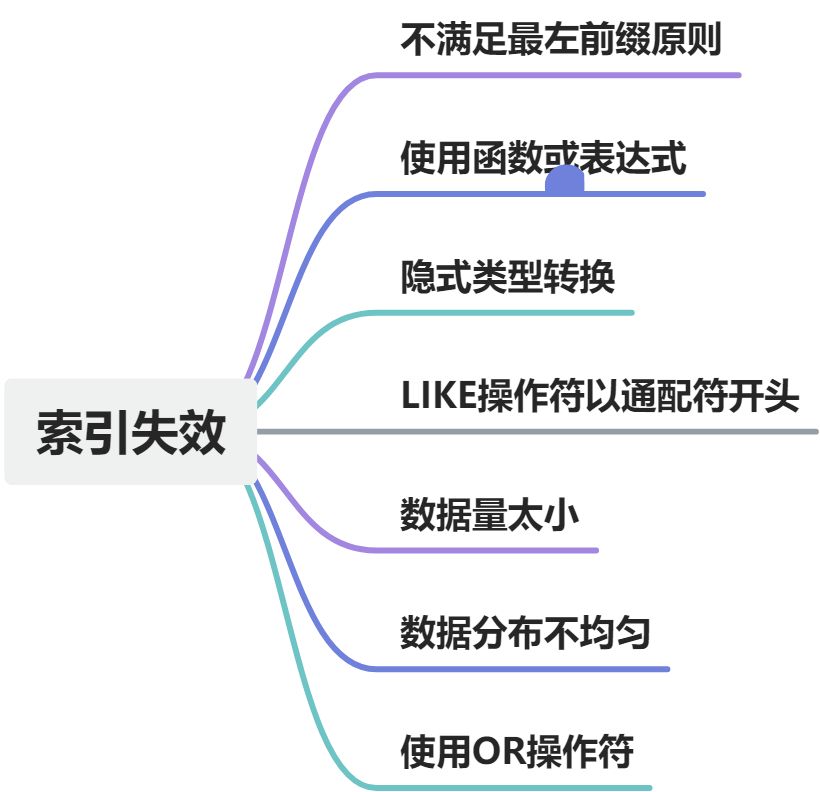 索引失效
不满足最左前缀原则
使用函数或表达式
隐式类型转换
LIKE操作符以通配符开头
数据量太小
数据分布不均匀
使用OR操作符